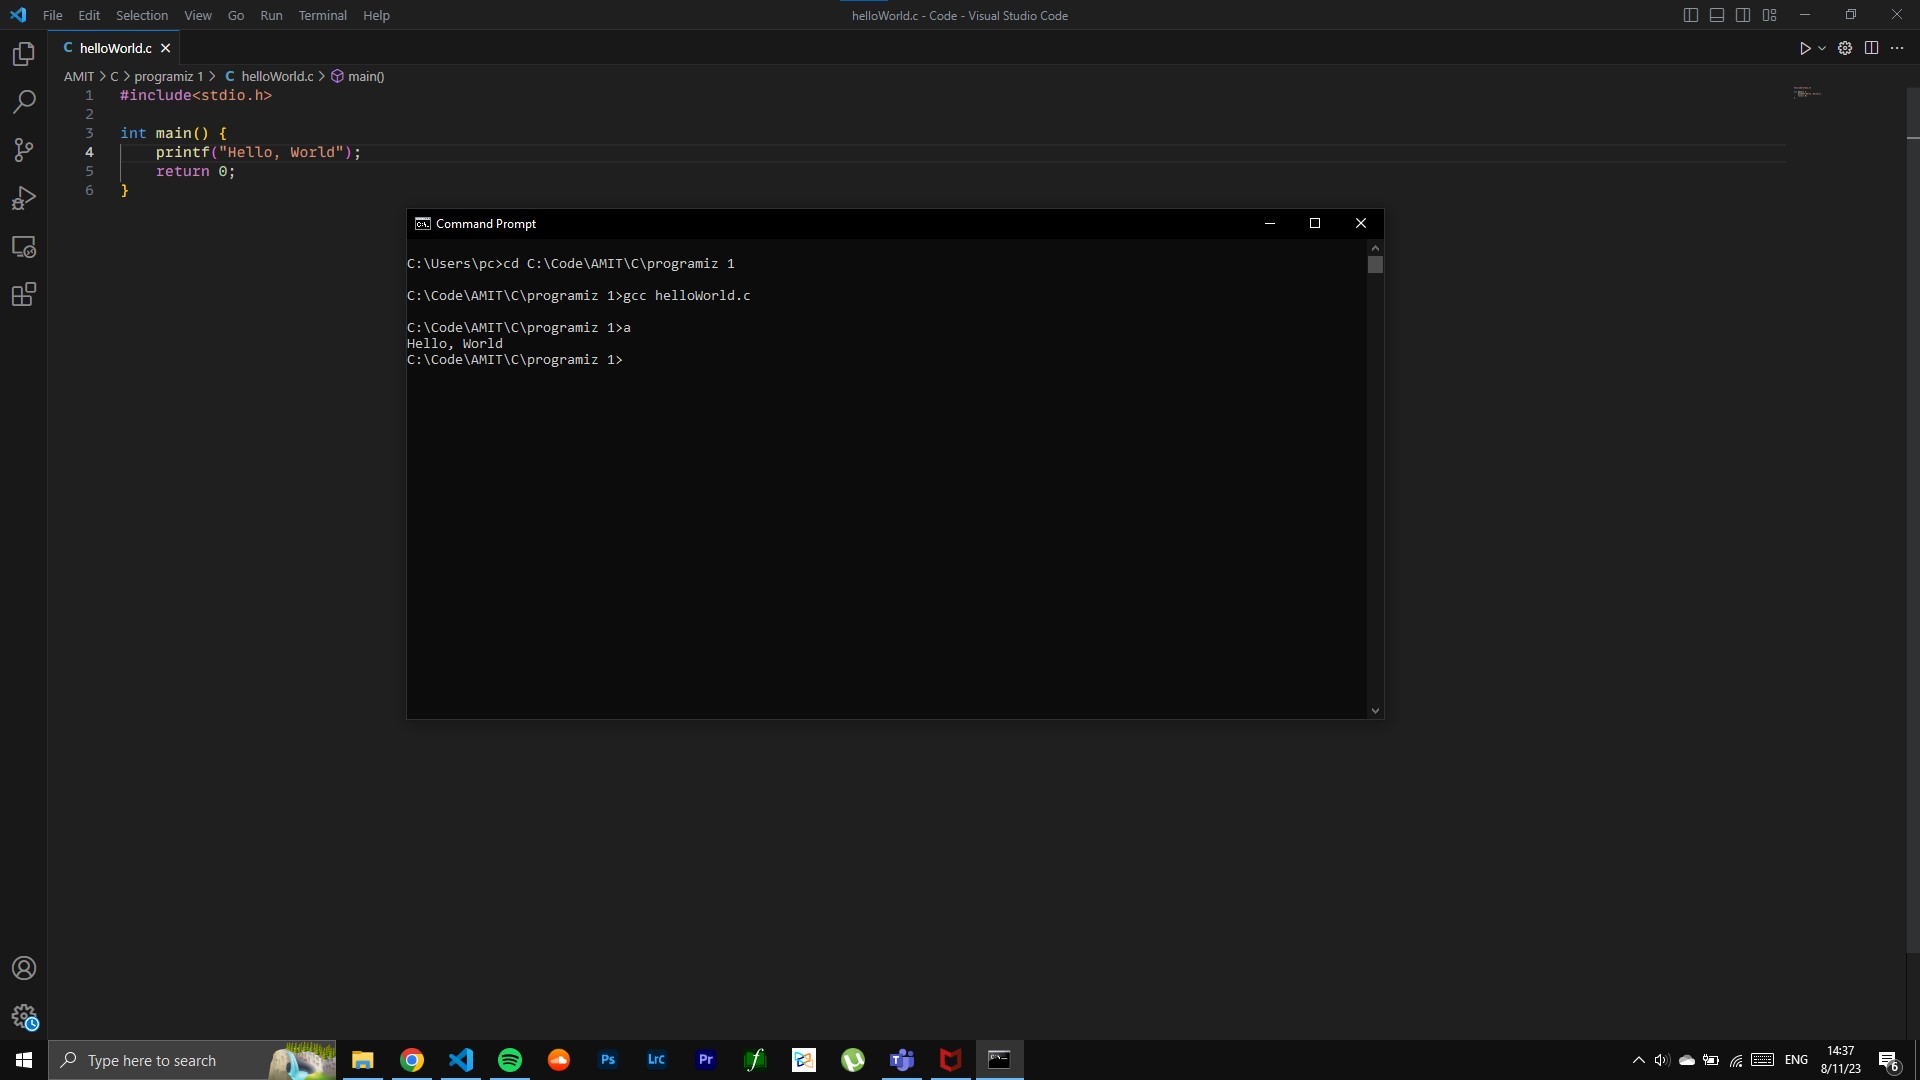 File Edit Selection View Go Run Terminal Help
helloWorld.c - Code - Visual Studio Code
C helloWorld.c
AMIT > C > programiz 1 > C helloWorld.c > main()
1 #include<stdio.h>
2
3 int main() {
4 printf("Hello, World");
5 return 0;
6 }
Command Prompt
C:\Users\pc>cd C:\Code\AMIT\C\programiz 1
C:\Code\AMIT\C\programiz 1>gcc helloWorld.c
C:\Code\AMIT\C\programiz 1>a
Hello, World
C:\Code\AMIT\C\programiz 1>
Type here to search
Ps
LrC
Pr
ENG
14:37
8/11/23
6